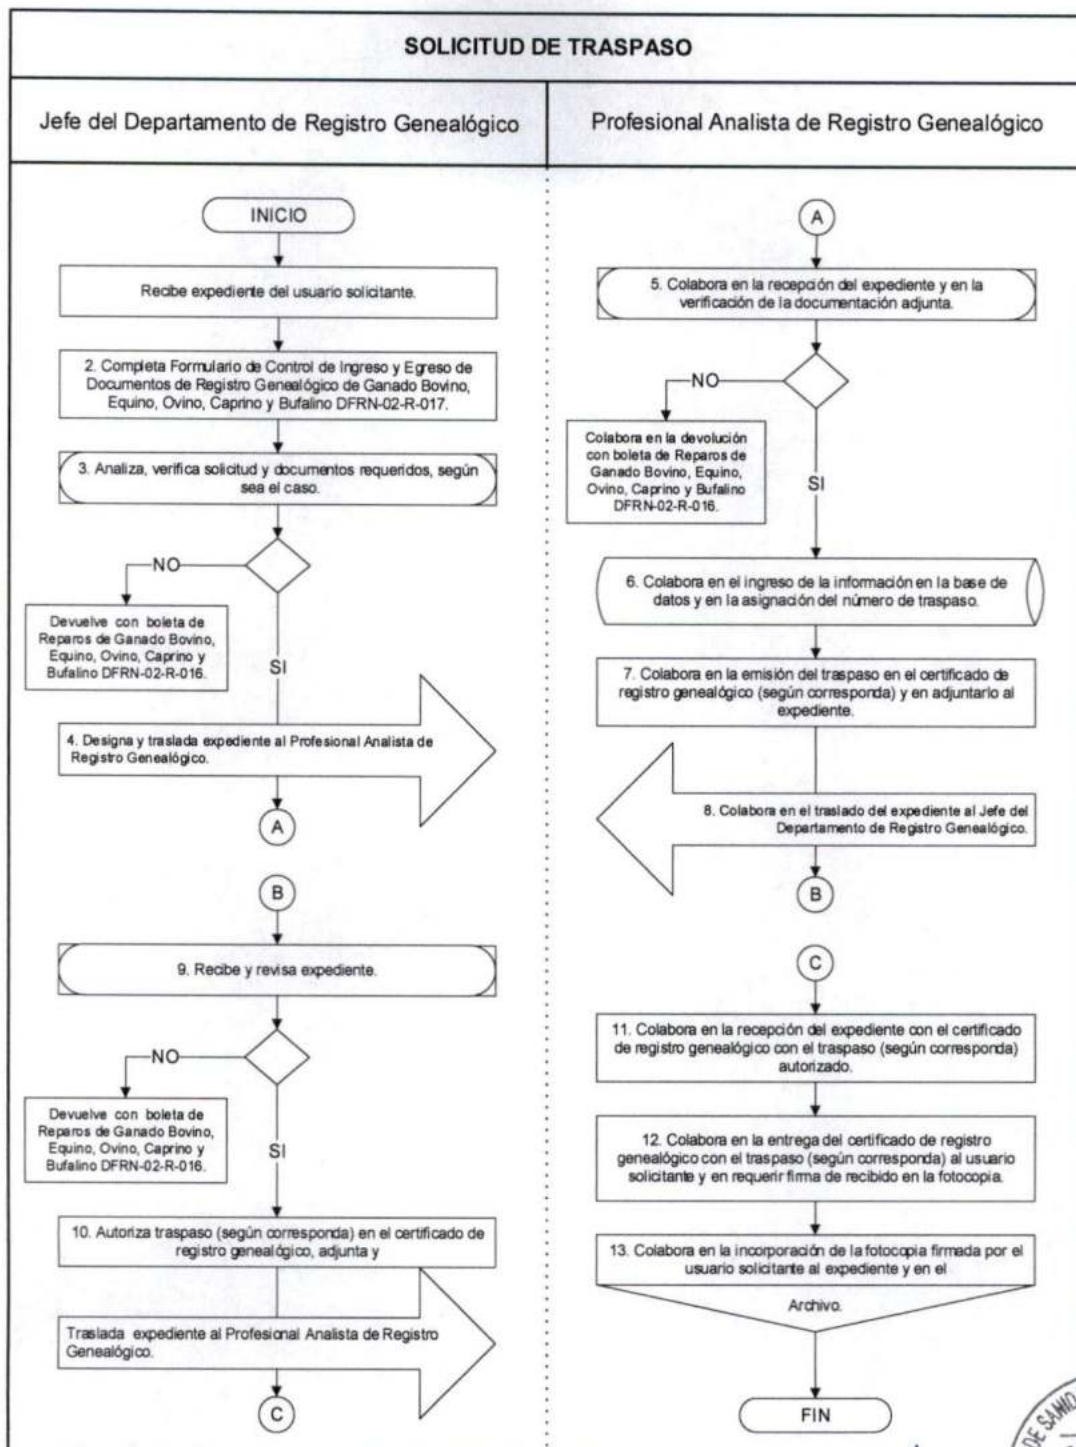 SOLICITUD DE TRASPASO
Jefe del Departamento de Registro Genealógico
Profesional Analista de Registro Genealógico
INICIO
Recibe expediente del usuario solicitante.
2. Completa Formulario de Control de Ingreso y Egreso de
Documentos de Registro Genealógico de Ganado Bovino,
Equino, Ovino, Caprino y Bufalino DFRN-02-R-017.
3. Analiza, verifica solicitud y documentos requeridos, según
sea el caso.
NO
Devuelve con boleta de
Reparos de Ganado Bovino,
Equino, Ovino, Caprino y
Bufalino DFRN-02-R-016.
SI
4. Designa y traslada expediente al Profesional Analista de
Registro Genealógico.
A
B
9. Recibe y revisa expediente.
NO
Devuelve con boleta de
Reparos de Ganado Bovino,
Equino, Ovino, Caprino y
Bufalino DFRN-02-R-016.
SI
10. Autoriza traspaso (según corresponda) en el certificado de
registro genealógico, adjunta y
Traslada expediente al Profesional Analista de Registro
Genealógico.
C
A
5. Colabora en la recepción del expediente y en la
verificación de la documentación adjunta.
NO
Colabora en la devolución
con boleta de Reparos de
Ganado Bovino, Equino,
Ovino, Caprino y Bufalino
DFRN-02-R-016.
SI
6. Colabora en el ingreso de la información en la base de
datos y en la asignación del número de traspaso.
7. Colabora en la emisión del traspaso en el certificado de
registro genealógico (según corresponda) y en adjuntarlo al
expediente.
8. Colabora en el traslado del expediente al Jefe del
Departamento de Registro Genealógico.
B
C
11. Colabora en la recepción del expediente con el certificado
de registro genealógico con el traspaso (según corresponda)
autorizado.
12. Colabora en la entrega del certificado de registro
genealógico con el traspaso (según corresponda) al usuario
solicitante y en requerir firma de recibido en la fotocopia.
13. Colabora en la incorporación de la fotocopia firmada por el
usuario solicitante al expediente y en el
Archivo.
FIN
DE